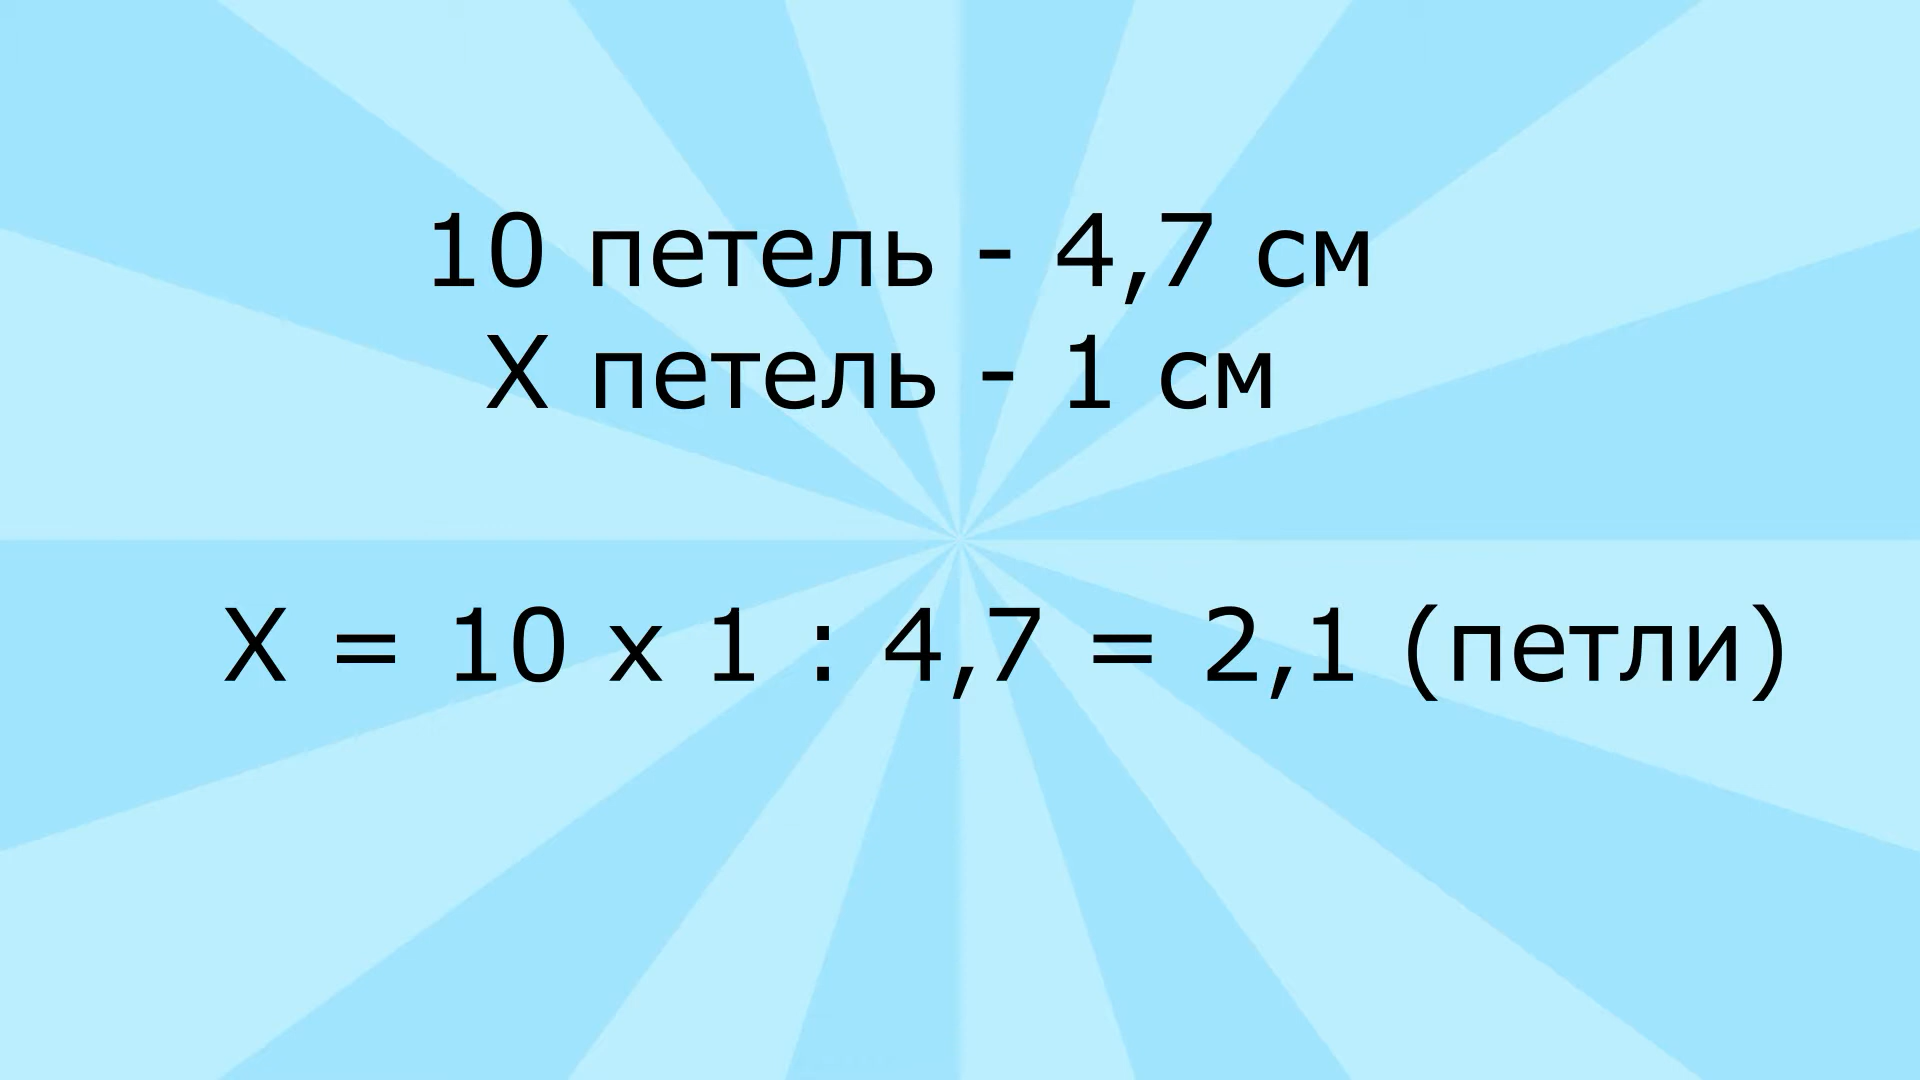 10 петель - 4,7 см
Х петель - 1 см
Х = 10 х 1 : 4,7 = 2,1 (петли)